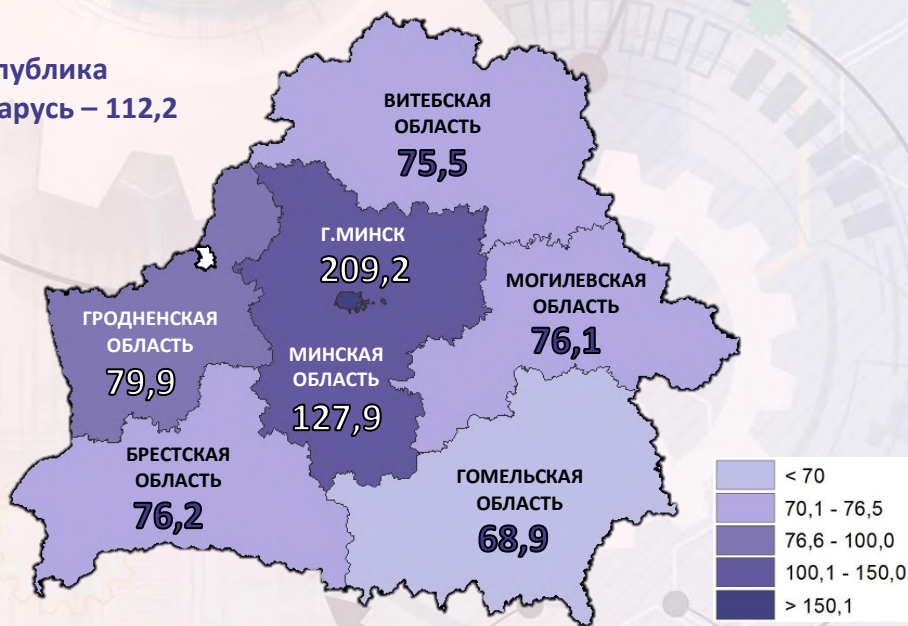 публика
арусь – 112,2
ВИТЕБСКАЯ
ОБЛАСТЬ
75,5
Г.МИНСК
209,2
МОГИЛЕВСКАЯ
ОБЛАСТЬ
76,1
ГРОДНЕНСКАЯ
ОБЛАСТЬ
79,9
МИНСКАЯ
ОБЛАСТЬ
127,9
БРЕСТСКАЯ
ОБЛАСТЬ
76,2
ГОМЕЛЬСКАЯ
ОБЛАСТЬ
68,9
< 70
70,1 - 76,5
76,6 - 100,0
100,1 - 150,0
> 150,1